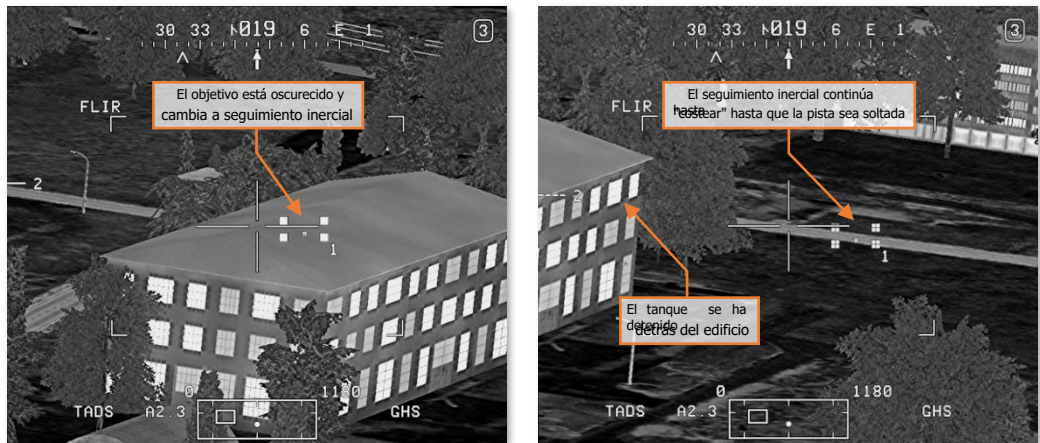 30 33 N019 6 E 1
3
El objetivo está oscurecido y
cambia a seguimiento inercial
FLIR
2
1
0 1180
TADS A2.3 GHS
30 33 N019 6 E 1
3
El seguimiento inercial continúa
hasta
"costear" hasta que la pista sea soltada
FLIR
2
1
El tanque se ha
detenido
detrás del edificio
0 1180
TADS A2.3 GHS